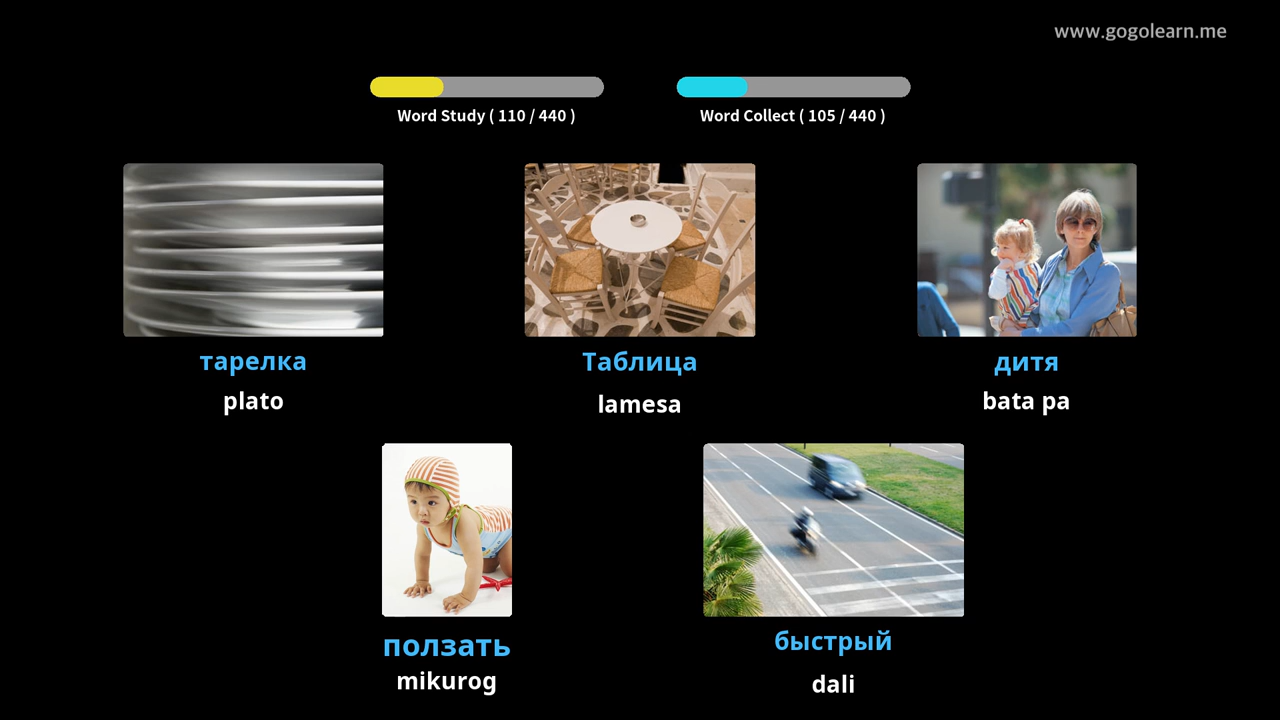 www.gogolearn.me
Word Study ( 110 / 440 )
Word Collect ( 105 / 440 )
тарелка
Таблица
дитя
plato
lamesa
bata pa
ползать
быстрый
mikurog
dali